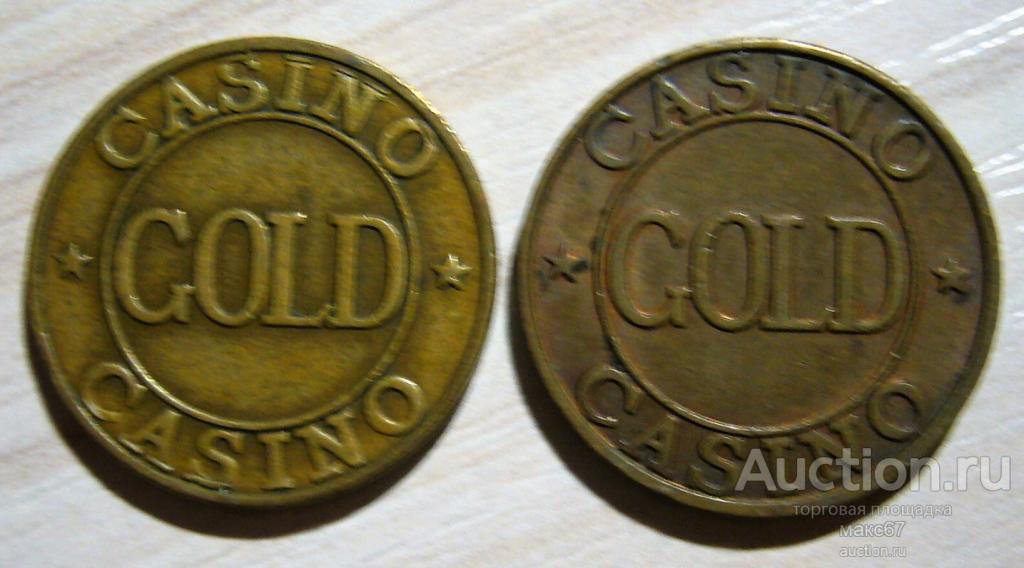 CASINO
GOLD
CASINO
CASINO
GOLD
CASINO
Auction.ru
торговая площадка
макс67
auction.ru